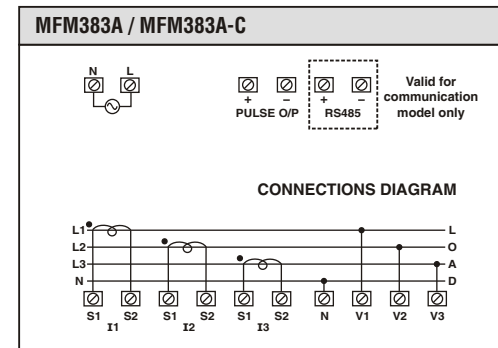 MFM383A / MFM383A-C
N L
+ – + –
PULSE O/P RS485
Valid for
communication
model only
CONNECTIONS DIAGRAM
L1 L
L2 O
L3 A
N D
S1 S2 S1 S2 S1 S2 N V1 V2 V3
I1 I2 I3